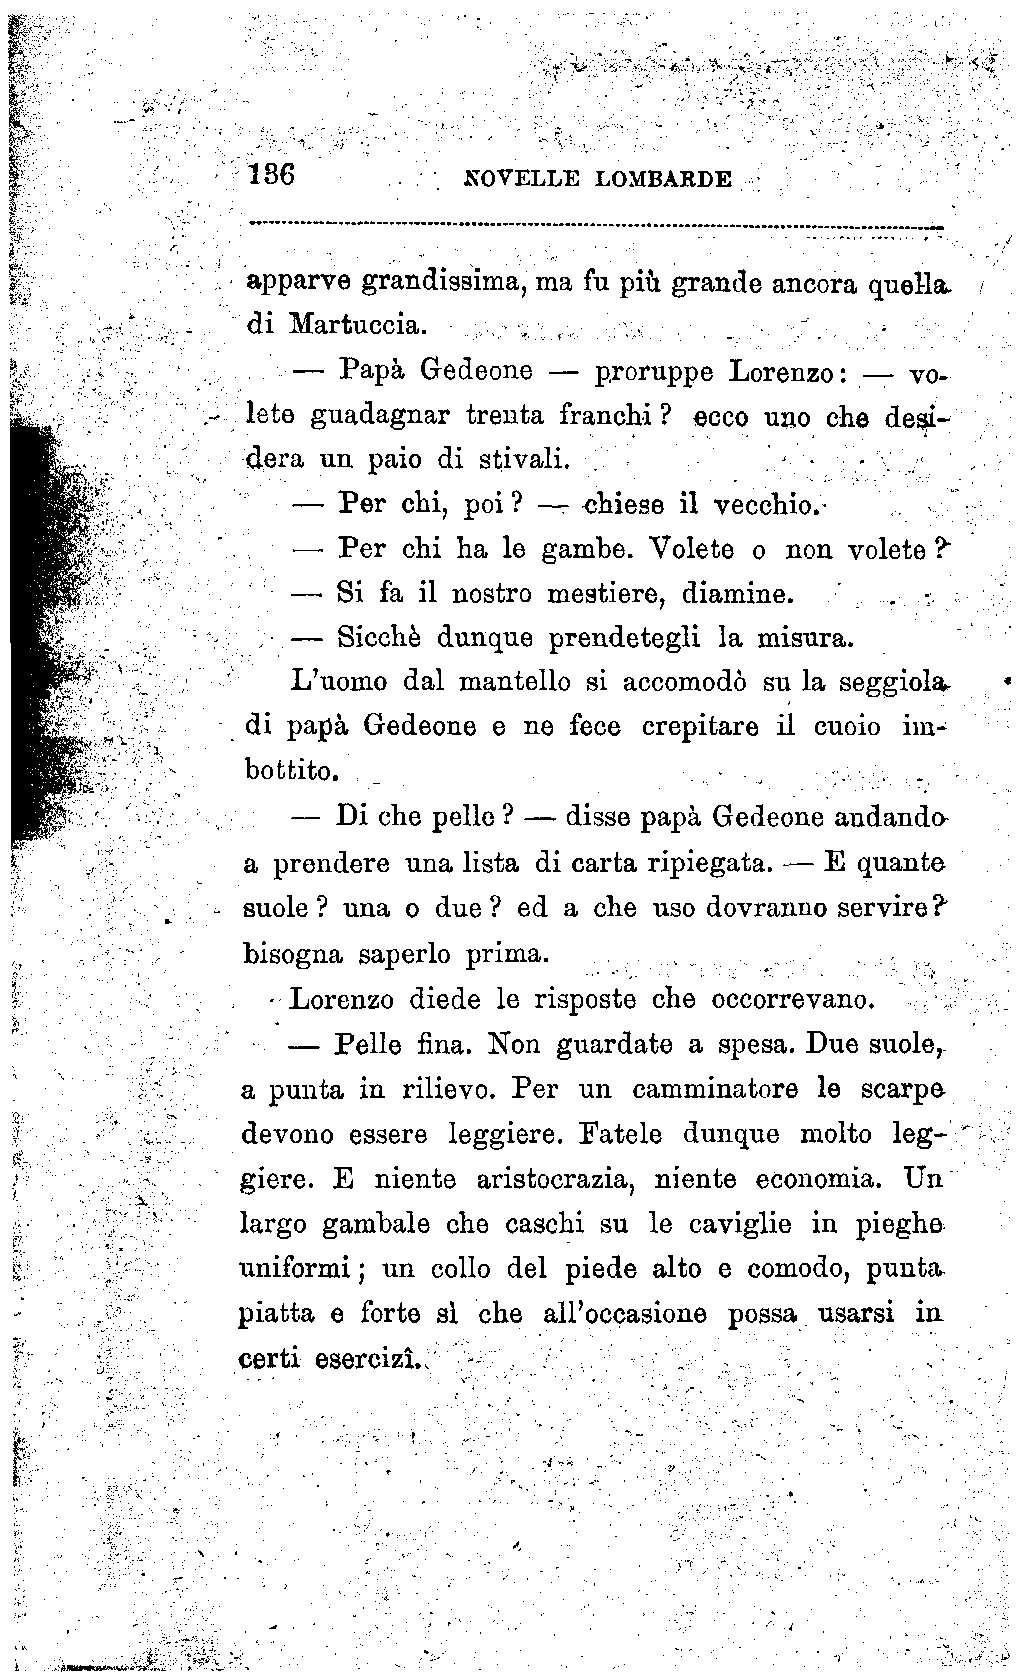 136 NOVELLE LOMBARDE
apparve grandissima, ma fu più grande ancora quella
di Martuccia.
— Papà Gedeone — proruppe Lorenzo: — vo-
lete guadagnar trenta franchi? ecco uno che desi-
dera un paio di stivali.
— Per chi, poi? — chiese il vecchio.
— Per chi ha le gambe. Volete o non volete?
— Si fa il nostro mestiere, diamine.
— Sicchè dunque prendetegli la misura.
L'uomo dal mantello si accomodò su la seggiola
di papà Gedeone e ne fece crepitare il cuoio im-
bottito.
— Di che pelle? — disse papà Gedeone andando
a prendere una lista di carta ripiegata. — E quante
suole? una o due? ed a che uso dovranno servire?
bisogna saperlo prima.
Lorenzo diede le risposte che occorrevano.
— Pelle fina. Non guardate a spesa. Due suole,
a punta in rilievo. Per un camminatore le scarpe
devono essere leggiere. Fatele dunque molto leg-
giere. E niente aristocrazia, niente economia. Un
largo gambale che caschi su le caviglie in pieghe
uniformi; un collo del piede alto e comodo, punta
piatta e forte sì che all'occasione possa usarsi in
certi esercizî.